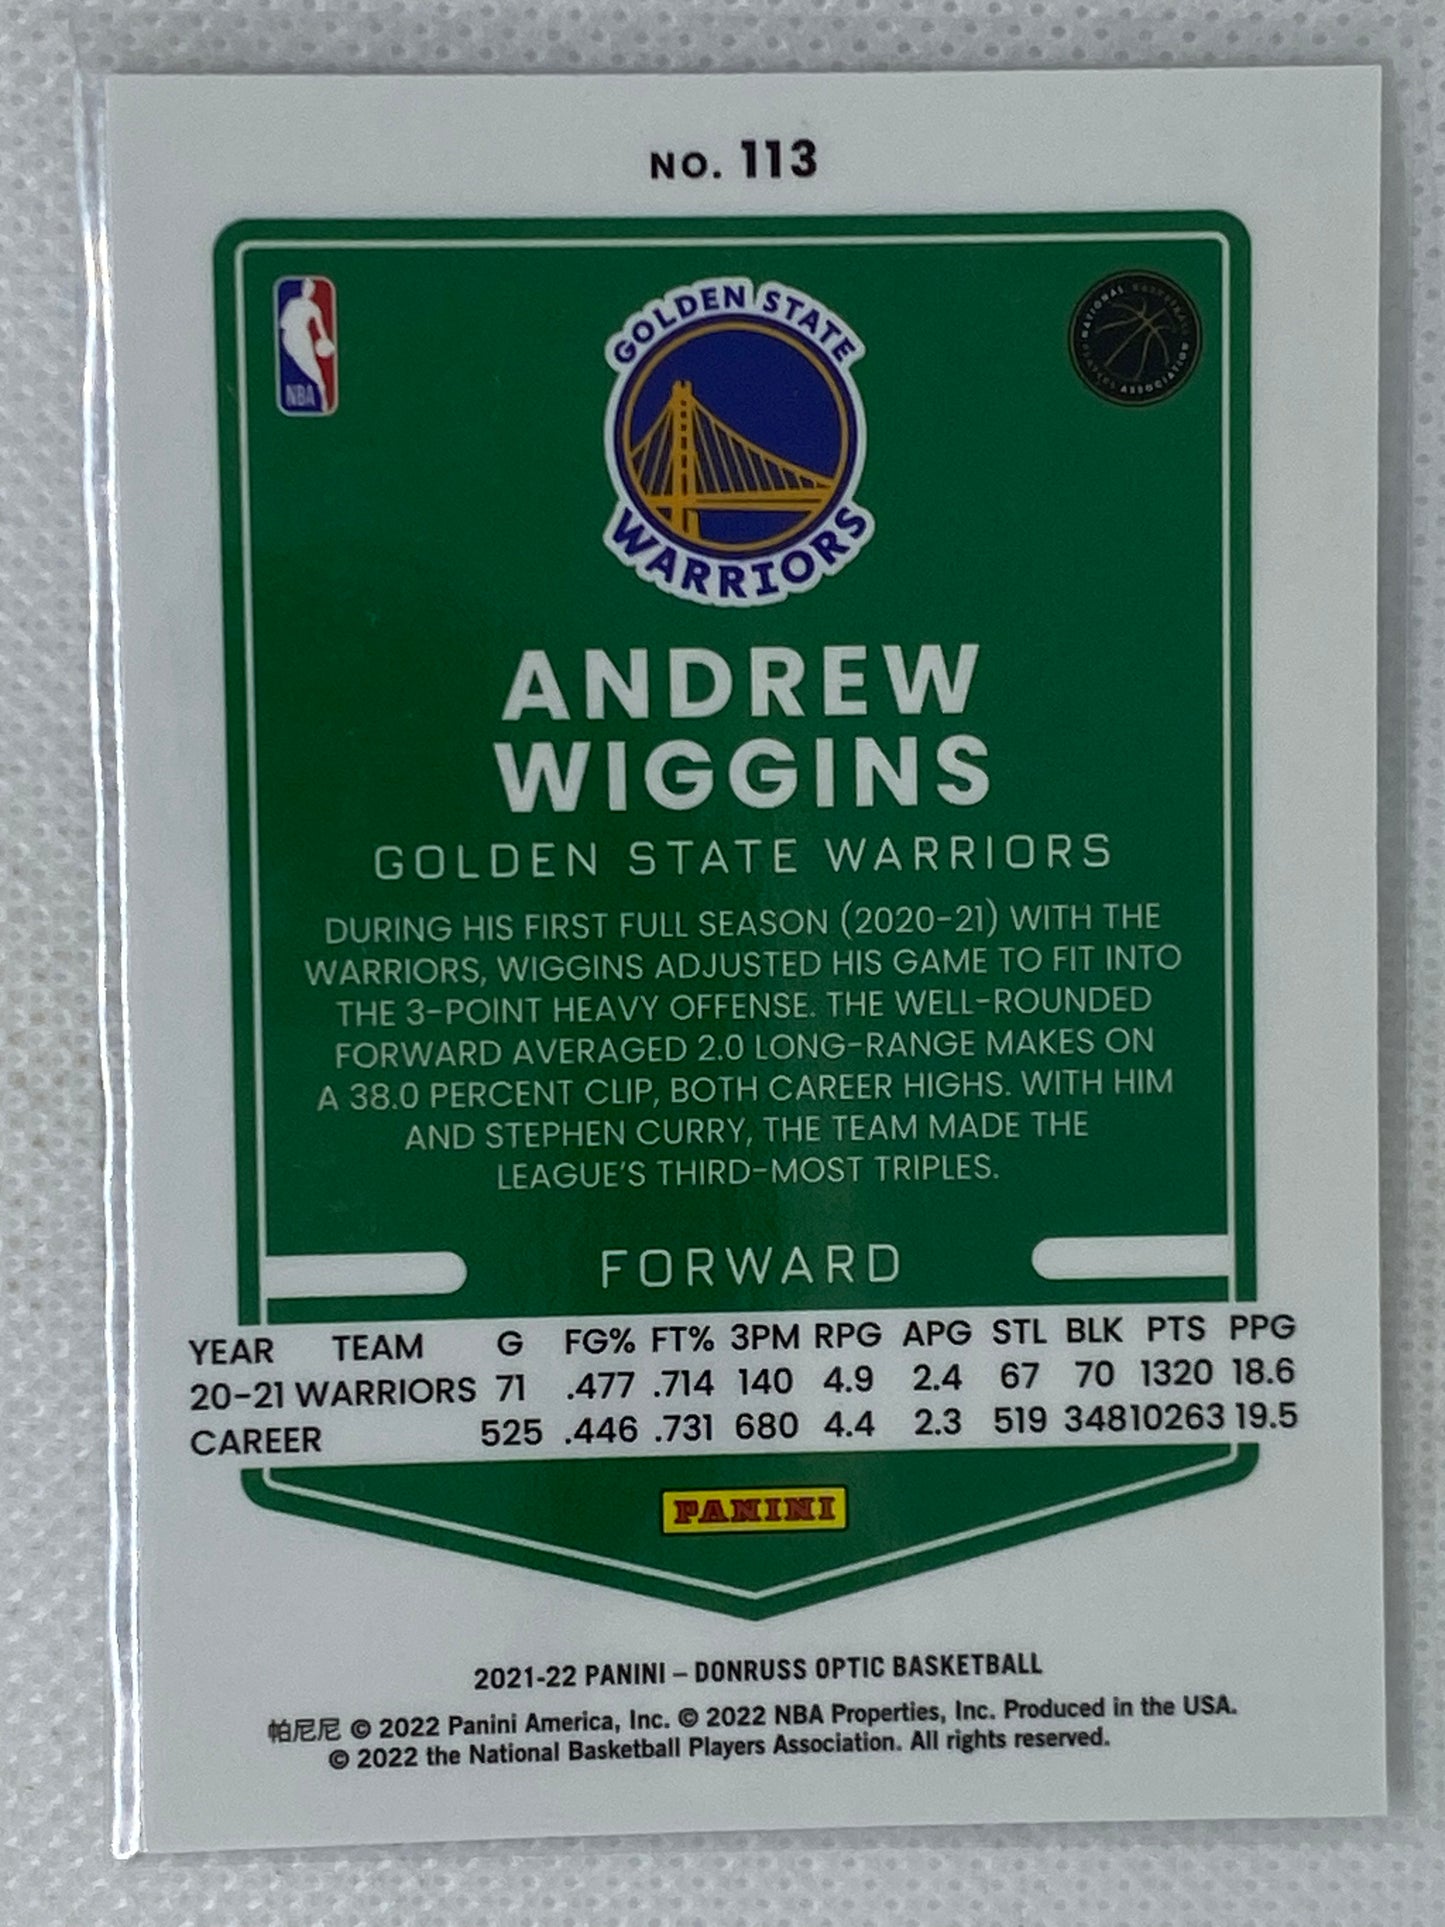 NO. 113
NBA
GOLDEN STATE
WARRIORS
NATIONAL BASKETBALL
PLAYERS ASSOCIATION
ANDREW
WIGGINS
GOLDEN STATE WARRIORS
DURING HIS FIRST FULL SEASON (2020-21) WITH THE
WARRIORS, WIGGINS ADJUSTED HIS GAME TO FIT INTO
THE 3-POINT HEAVY OFFENSE. THE WELL-ROUNDED
FORWARD AVERAGED 2.0 LONG-RANGE MAKES ON
A 38.0 PERCENT CLIP, BOTH CAREER HIGHS. WITH HIM
AND STEPHEN CURRY, THE TEAM MADE THE
LEAGUE'S THIRD-MOST TRIPLES.
FORWARD
YEAR TEAM G FG% FT% 3PM RPG APG STL BLK PTS PPG
20-21 WARRIORS 71 .477 .714 140 4.9 2.4 67 70 1320 18.6
CAREER 525 .446 .731 680 4.4 2.3 519 348 10263 19.5
PANINI
2021-22 PANINI – DONRUSS OPTIC BASKETBALL
帕尼尼 © 2022 Panini America, Inc. © 2022 NBA Properties, Inc. Produced in the USA.
© 2022 the National Basketball Players Association. All rights reserved.